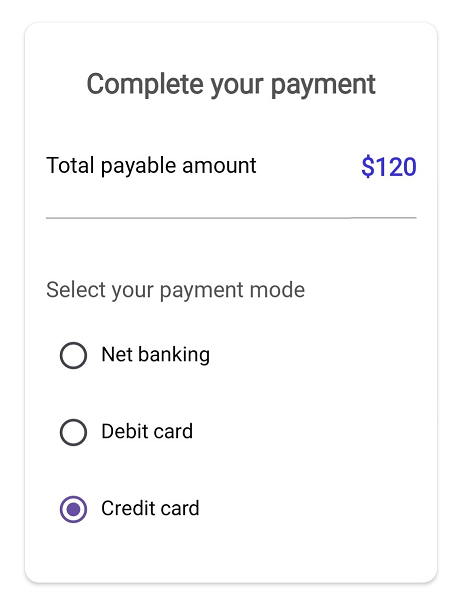 Complete your payment
Total payable amount $120
Select your payment mode
Net banking
Debit card
Credit card